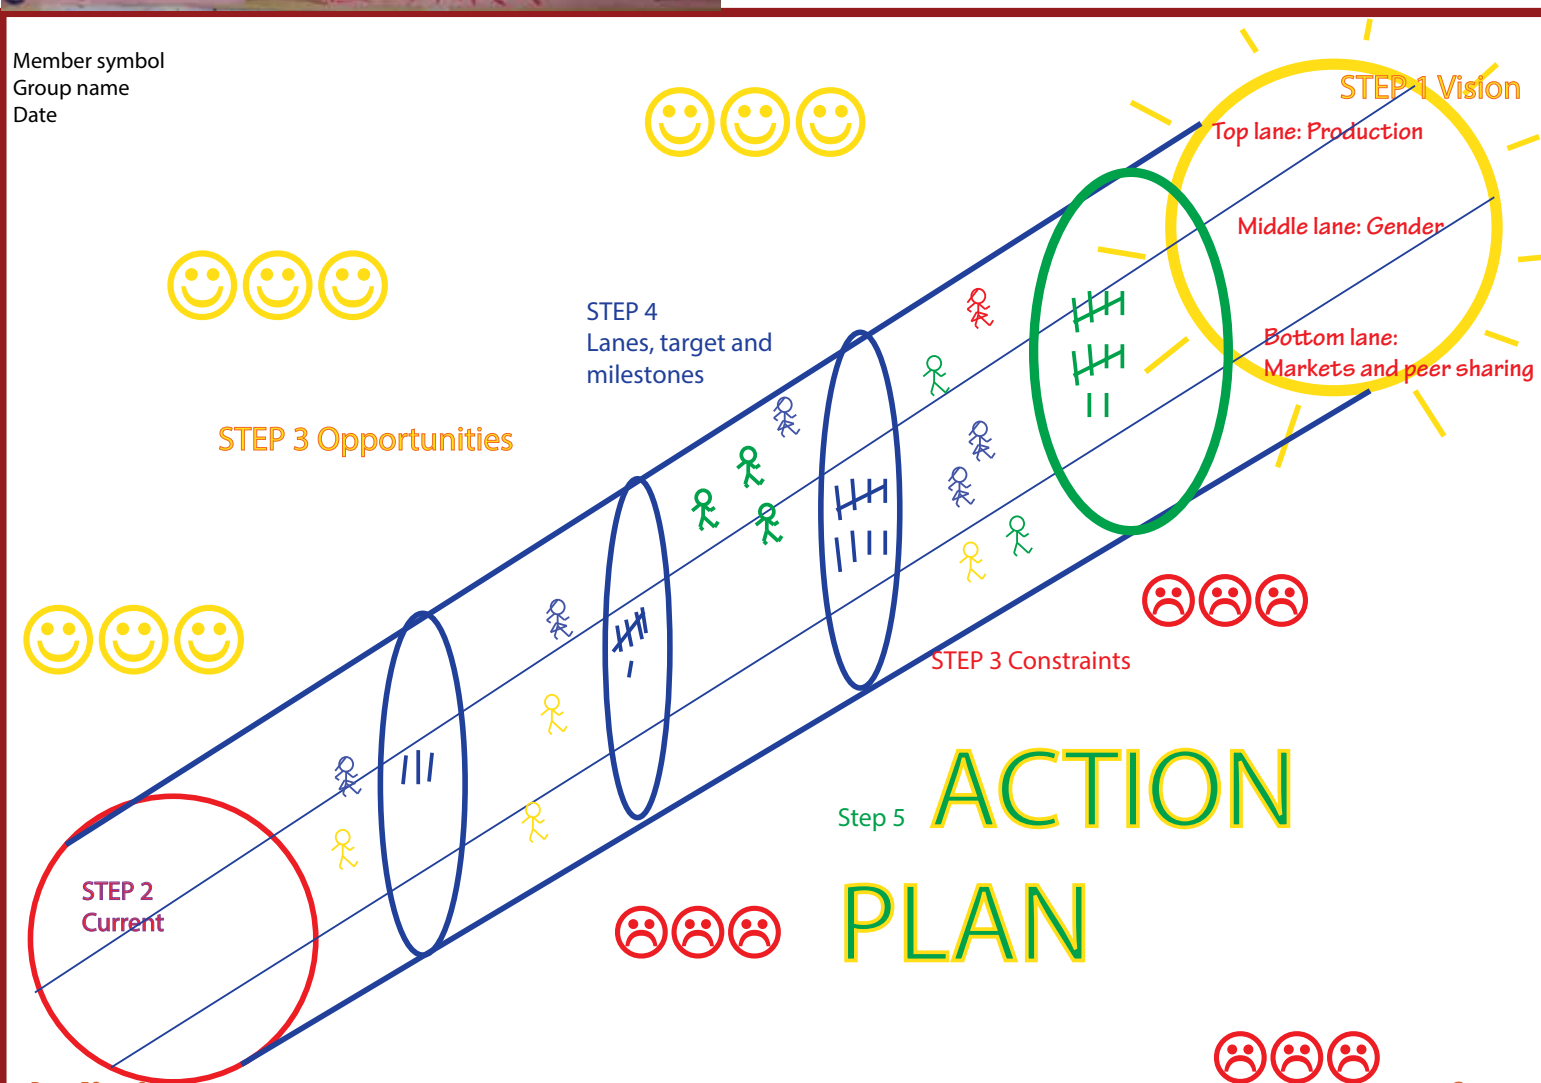 Member symbol
Group name
Date
STEP 1 Vision
Top lane: Production
Middle lane: Gender
Bottom lane:
Markets and peer sharing
STEP 4
Lanes, target and
milestones
STEP 3 Opportunities
STEP 3 Constraints
Step 5
ACTION
PLAN
STEP 2
Current